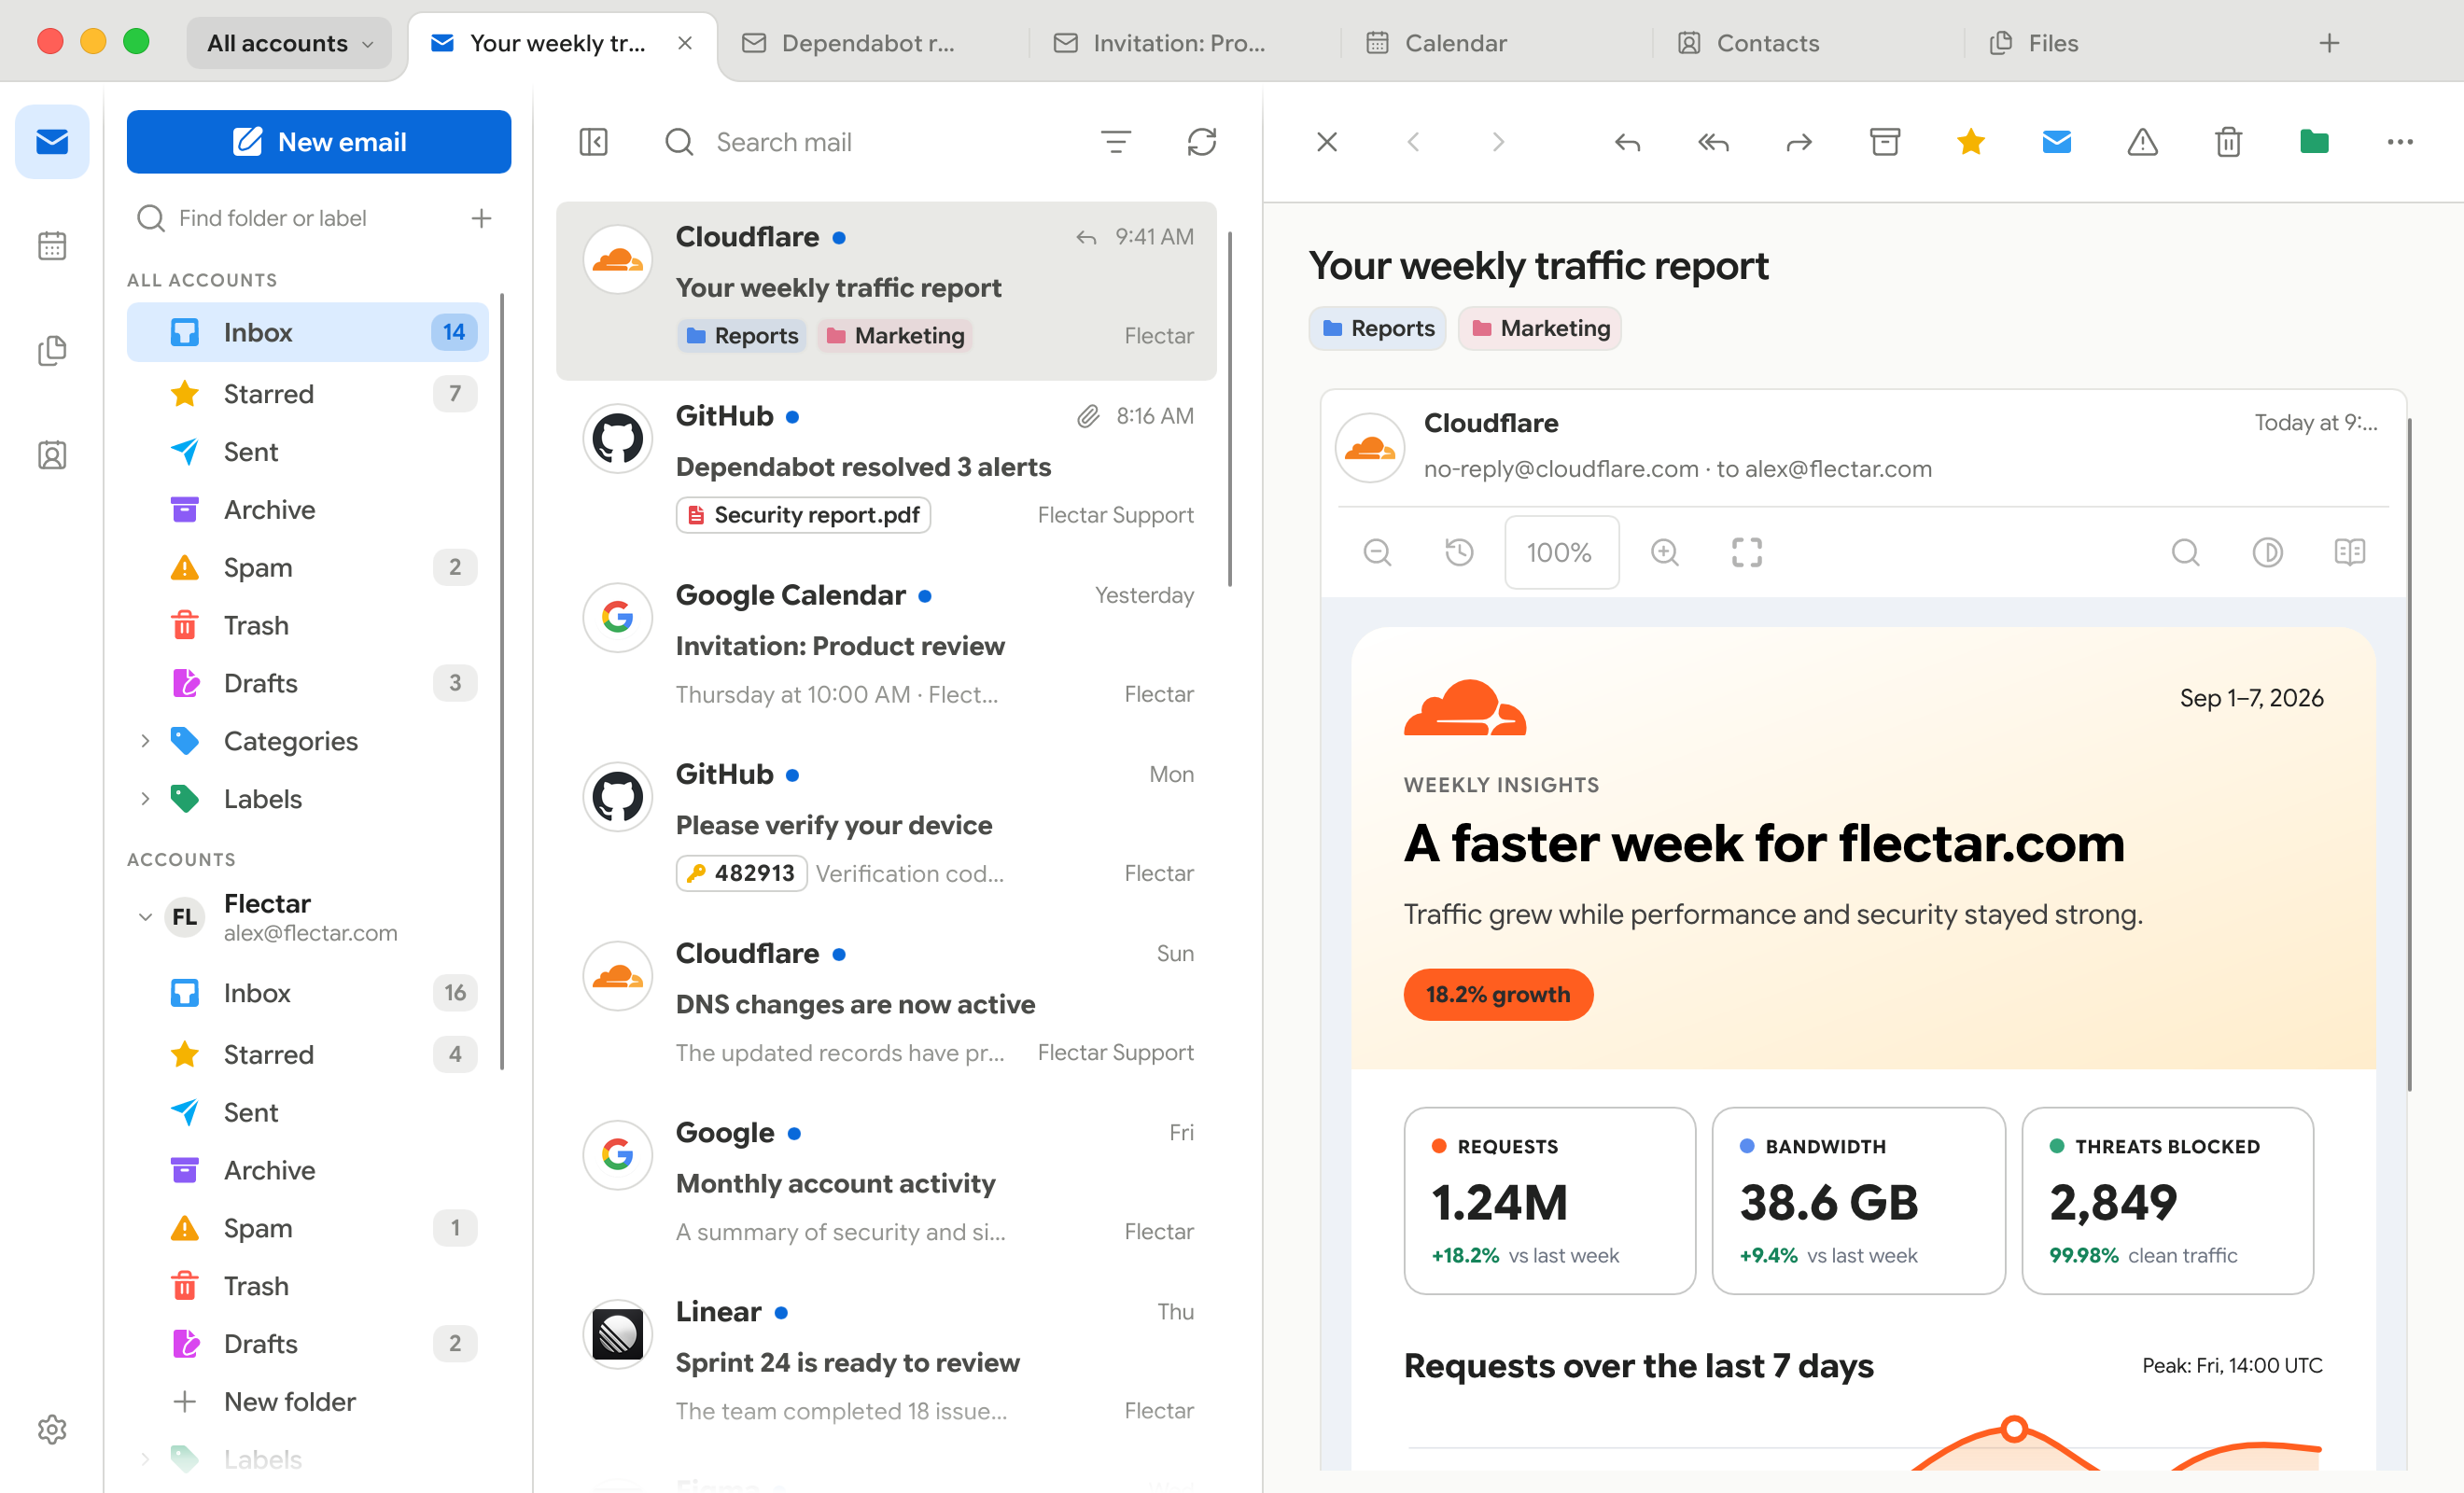 All accounts
Your weekly tr...
Dependabot r...
Invitation: Pro...
Calendar
Contacts
Files
New email
Find folder or label
ALL ACCOUNTS
Inbox 14
Starred 7
Sent
Archive
Spam 2
Trash
Drafts 3
Categories
Labels
ACCOUNTS
FL Flectar
alex@flectar.com
Inbox 16
Starred 4
Sent
Archive
Spam 1
Trash
Drafts 2
New folder
Labels
Search mail
Cloudflare 9:41 AM
Your weekly traffic report
Reports Marketing Flectar
GitHub 8:16 AM
Dependabot resolved 3 alerts
Security report.pdf Flectar Support
Google Calendar Yesterday
Invitation: Product review
Thursday at 10:00 AM · Flect... Flectar
GitHub Mon
Please verify your device
482913 Verification cod... Flectar
Cloudflare Sun
DNS changes are now active
The updated records have pr... Flectar Support
Google Fri
Monthly account activity
A summary of security and si... Flectar
Linear Thu
Sprint 24 is ready to review
The team completed 18 issue... Flectar
Your weekly traffic report
Reports Marketing
Cloudflare Today at 9:...
no-reply@cloudflare.com · to alex@flectar.com
100%
Sep 1–7, 2026
WEEKLY INSIGHTS
A faster week for flectar.com
Traffic grew while performance and security stayed strong.
18.2% growth
REQUESTS
1.24M
+18.2% vs last week
BANDWIDTH
38.6 GB
+9.4% vs last week
THREATS BLOCKED
2,849
99.98% clean traffic
Requests over the last 7 days
Peak: Fri, 14:00 UTC